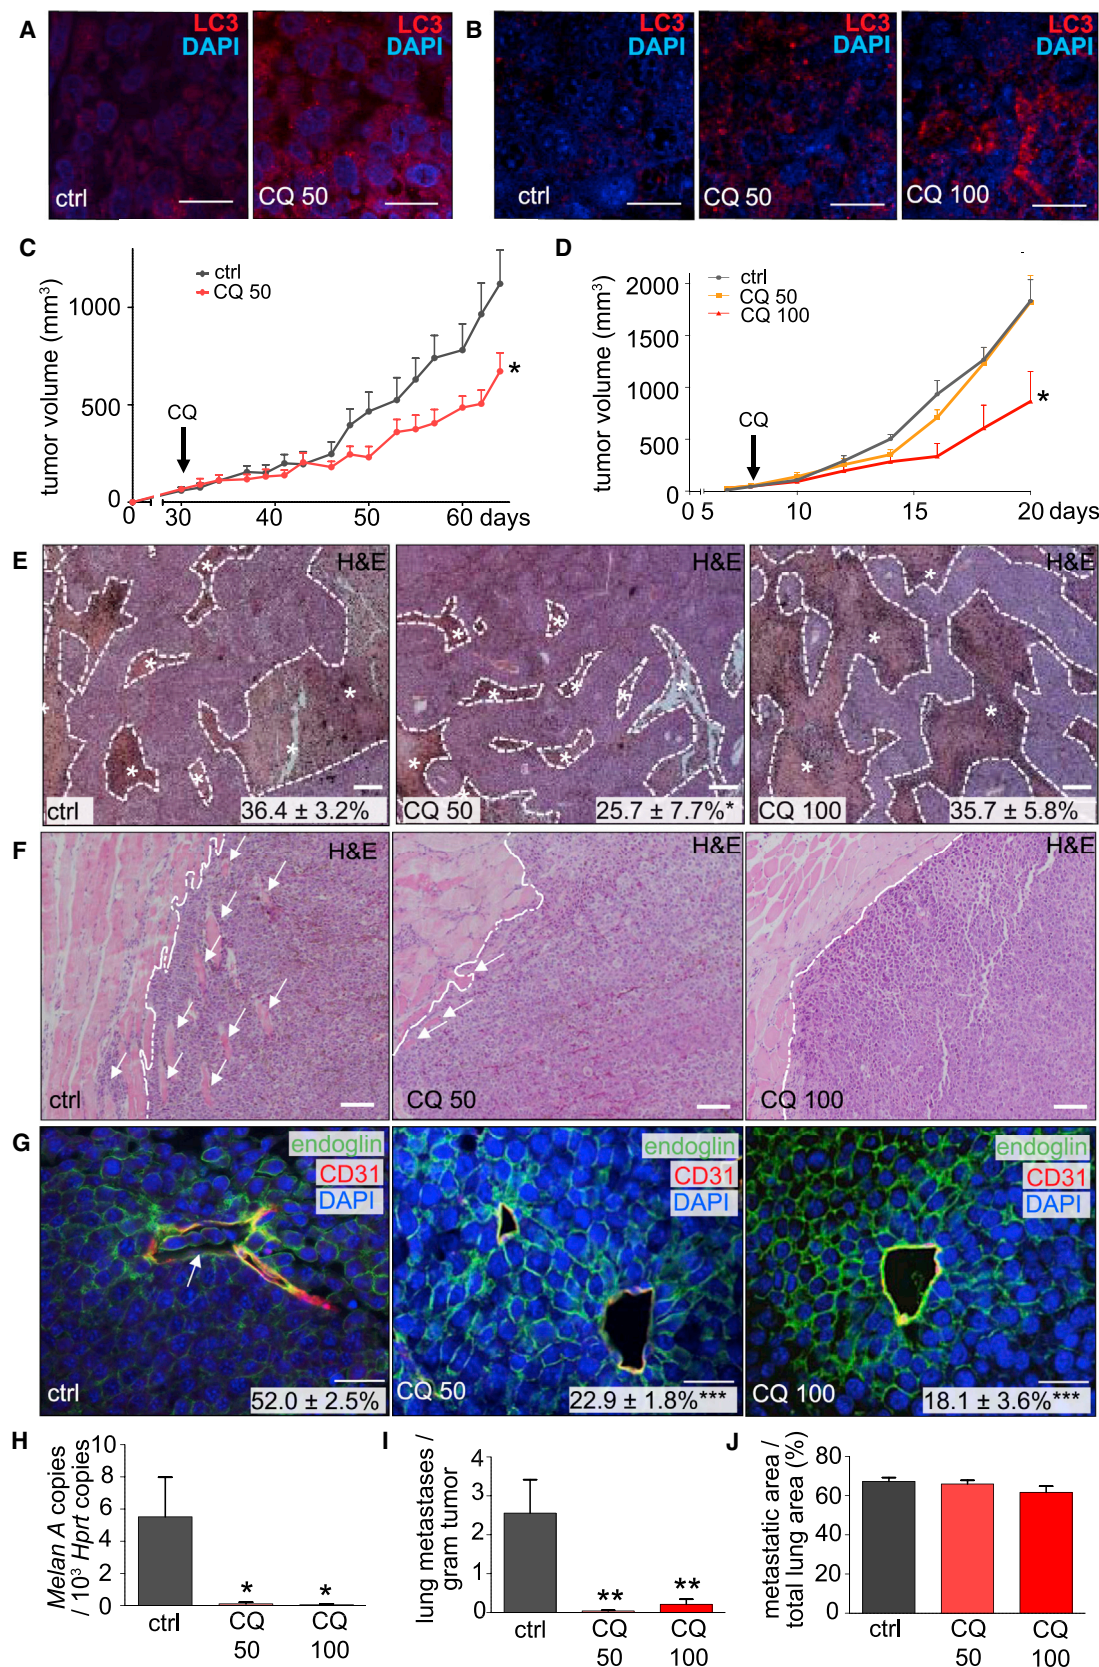 A
LC3
DAPI
ctrl
LC3
DAPI
CQ 50
B
LC3
DAPI
ctrl
LC3
DAPI
CQ 50
LC3
DAPI
CQ 100
C
tumor volume (mm³)
1000
500
0
ctrl
CQ 50
CQ
*
0 30 40 50 60 days
D
tumor volume (mm³)
2000
1500
1000
500
0
ctrl
CQ 50
CQ 100
CQ
*
0 5 10 15 20 days
E
H&E
* * * * * * *
ctrl
36.4 ± 3.2%
H&E
* * * * * * * *
CQ 50
25.7 ± 7.7%*
H&E
* * * *
CQ 100
35.7 ± 5.8%
F
H&E
ctrl
H&E
CQ 50
H&E
CQ 100
G
endoglin
CD31
DAPI
ctrl
52.0 ± 2.5%
endoglin
CD31
DAPI
CQ 50
22.9 ± 1.8%***
endoglin
CD31
DAPI
CQ 100
18.1 ± 3.6%***
H
Melan A copies
/ 10³ Hprt copies
10
8
6
4
2
0
* *
ctrl CQ CQ
50 100
I
lung metastases /
gram tumor
4
3
2
1
0
** **
ctrl CQ CQ
50 100
J
metastatic area /
total lung area (%)
80
60
40
20
0
ctrl CQ CQ
50 100